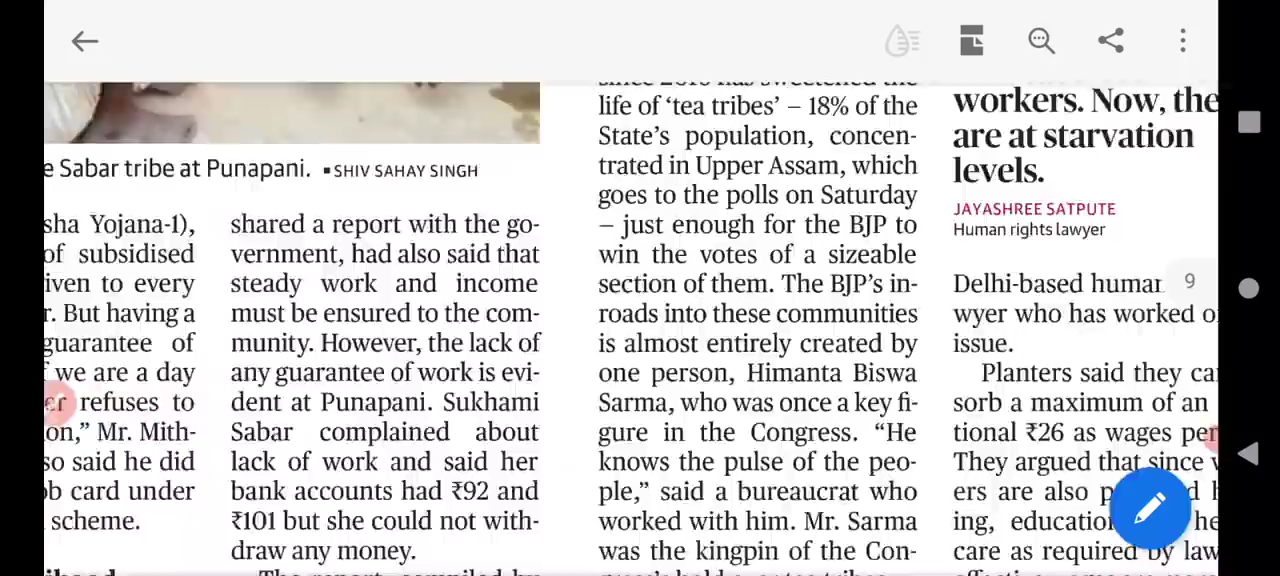 e Sabar tribe at Punapani. ▪ SHIV SAHAY SINGH
sha Yojana-1),
of subsidised
iven to every
r. But having a
guarantee of
f we are a day
er refuses to
on,” Mr. Mith-
so said he did
ob card under
scheme.
shared a report with the go-
vernment, had also said that
steady work and income
must be ensured to the com-
munity. However, the lack of
any guarantee of work is evi-
dent at Punapani. Sukhami
Sabar complained about
lack of work and said her
bank accounts had ₹92 and
₹101 but she could not with-
draw any money.
since 2016 has sweetened the
life of ‘tea tribes’ – 18% of the
State’s population, concen-
trated in Upper Assam, which
goes to the polls on Saturday
– just enough for the BJP to
win the votes of a sizeable
section of them. The BJP’s in-
roads into these communities
is almost entirely created by
one person, Himanta Biswa
Sarma, who was once a key fi-
gure in the Congress. “He
knows the pulse of the peo-
ple,” said a bureaucrat who
worked with him. Mr. Sarma
was the kingpin of the Con-
workers. Now, the
are at starvation
levels.
JAYASHREE SATPUTE
Human rights lawyer
Delhi-based human
9
wyer who has worked o
issue.
Planters said they ca
sorb a maximum of an
tional ₹26 as wages per
They argued that since w
ers are also p d h
ing, education he
care as required by law